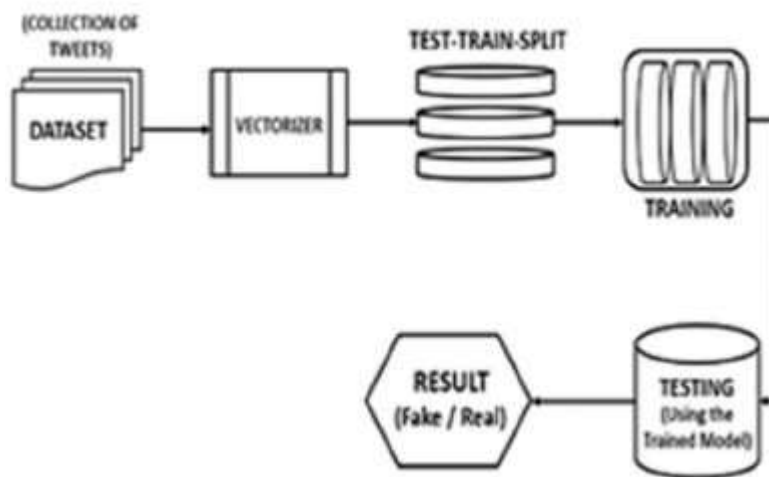 (COLLECTION OF
TWEETS)
DATASET
VECTORIZER
TEST-TRAIN-SPLIT
TRAINING
TESTING
(Using the
Trained Model)
RESULT
(Fake / Real)